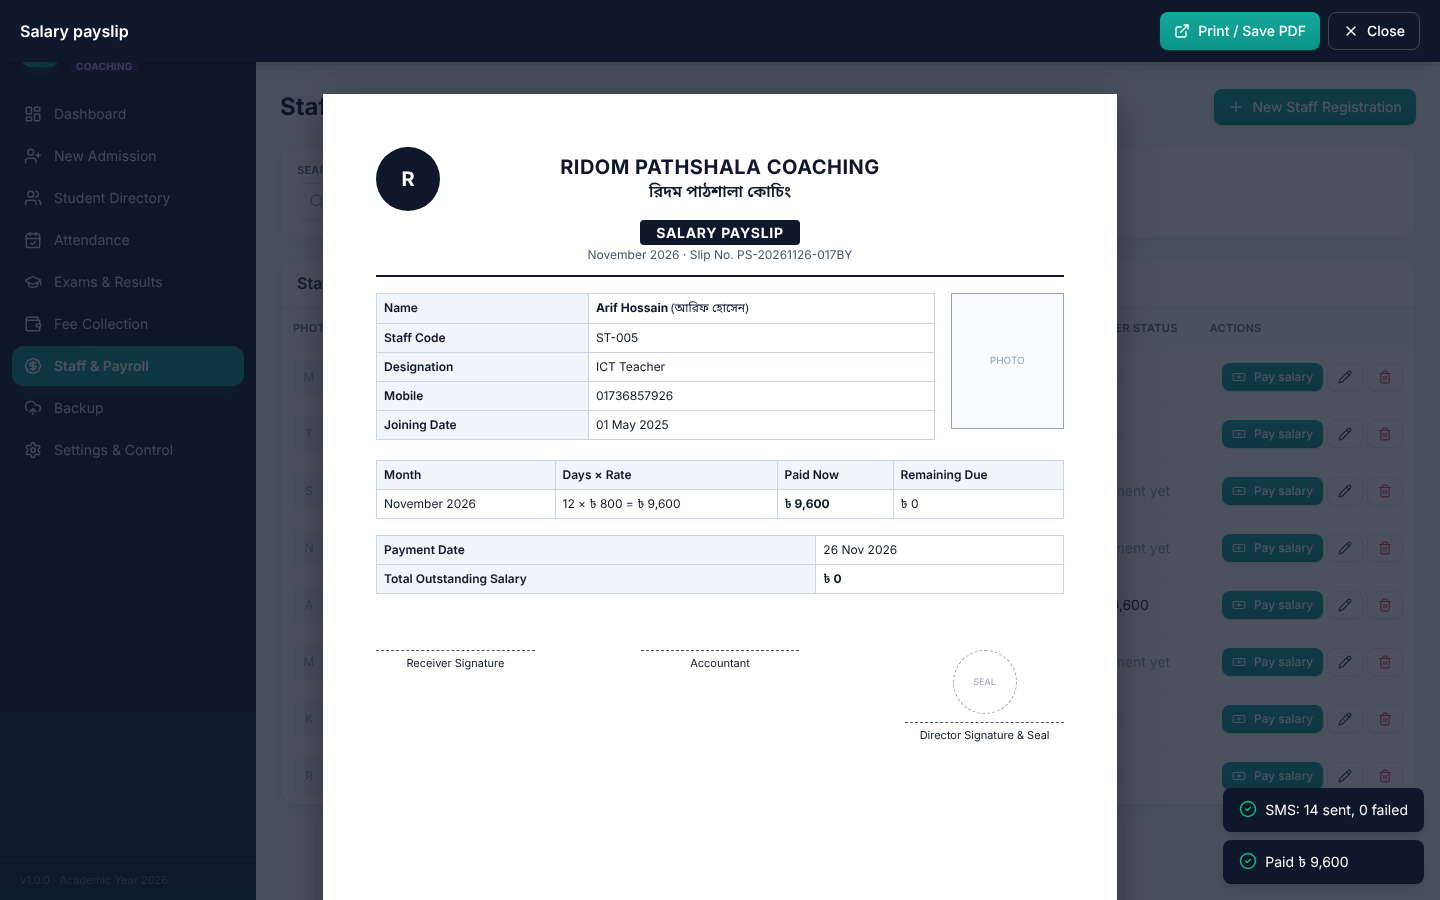 Salary payslip
Print / Save PDF
Close
COACHING
Dashboard
New Admission
Student Directory
Attendance
Exams & Results
Fee Collection
Staff & Payroll
Backup
Settings & Control
v1.0.0 · Academic Year 2026
New Staff Registration
R
RIDOM PATHSHALA COACHING
রিদম পাঠশালা কোচিং
SALARY PAYSLIP
November 2026 · Slip No. PS-20261126-017BY
Name Arif Hossain (আরিফ হোসেন)
Staff Code ST-005
Designation ICT Teacher
Mobile 01736857926
Joining Date 01 May 2025
PHOTO
Month Days × Rate Paid Now Remaining Due
November 2026 12 × ৳ 800 = ৳ 9,600 ৳ 9,600 ৳ 0
Payment Date 26 Nov 2026
Total Outstanding Salary ৳ 0
Receiver Signature
Accountant
SEAL
Director Signature & Seal
STATUS ACTIONS
M Pay salary
T Pay salary
S yet Pay salary
N yet Pay salary
A Pay salary
M yet Pay salary
K Pay salary
R Pay salary
SMS: 14 sent, 0 failed
Paid ৳ 9,600